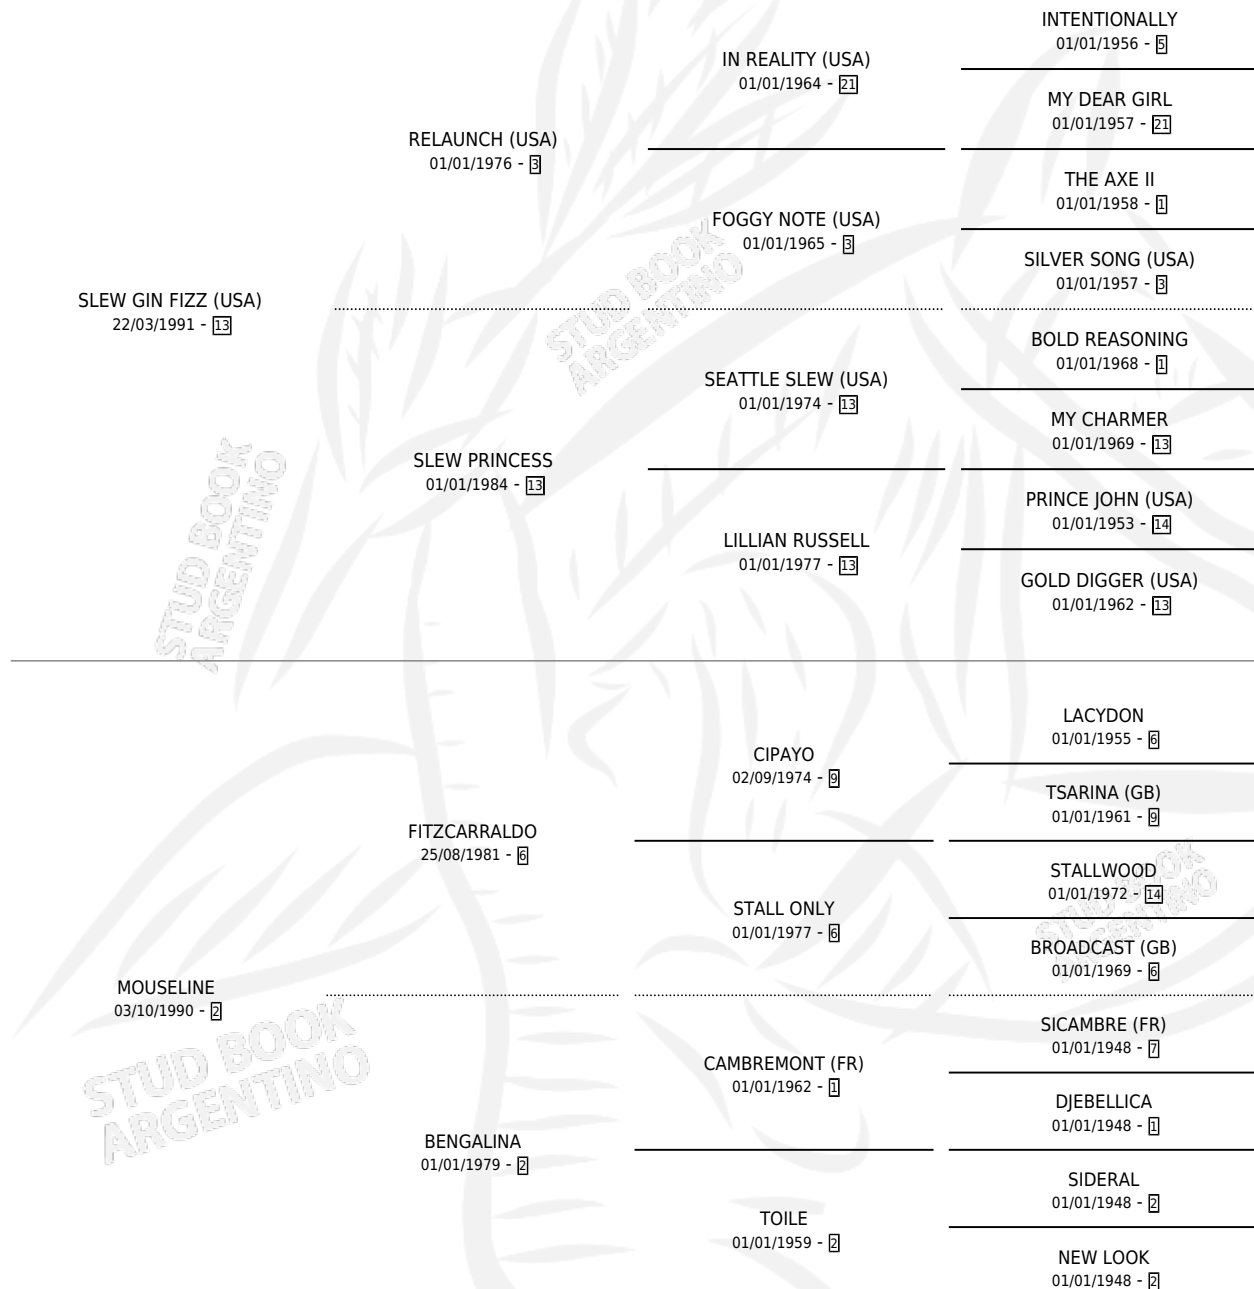 INTENTIONALLY
01/01/1956 - 5
IN REALITY (USA)
01/01/1964 - 21
MY DEAR GIRL
01/01/1957 - 21
RELAUNCH (USA)
01/01/1976 - 3
THE AXE II
01/01/1958 - 1
FOGGY NOTE (USA)
01/01/1965 - 3
SILVER SONG (USA)
01/01/1957 - 3
SLEW GIN FIZZ (USA)
22/03/1991 - 13
STUD BOOK
ARGENTINO
BOLD REASONING
01/01/1968 - 1
SEATTLE SLEW (USA)
01/01/1974 - 13
MY CHARMER
01/01/1969 - 13
SLEW PRINCESS
01/01/1984 - 13
PRINCE JOHN (USA)
01/01/1953 - 14
LILLIAN RUSSELL
01/01/1977 - 13
GOLD DIGGER (USA)
01/01/1962 - 13
STUD BOOK
ARGENTINO
LACYDON
01/01/1955 - 6
CIPAYO
02/09/1974 - 9
TSARINA (GB)
01/01/1961 - 9
FITZCARRALDO
25/08/1981 - 6
STALLWOOD
01/01/1972 - 14
STALL ONLY
01/01/1977 - 6
BROADCAST (GB)
01/01/1969 - 6
STUD BOOK
ARGENTINO
MOUSELINE
03/10/1990 - 2
SICAMBRE (FR)
01/01/1948 - 7
CAMBREMONT (FR)
01/01/1962 - 1
DJEBELLICA
01/01/1948 - 1
STUD BOOK
ARGENTINO
BENGALINA
01/01/1979 - 2
SIDERAL
01/01/1948 - 2
TOILE
01/01/1959 - 2
NEW LOOK
01/01/1948 - 2